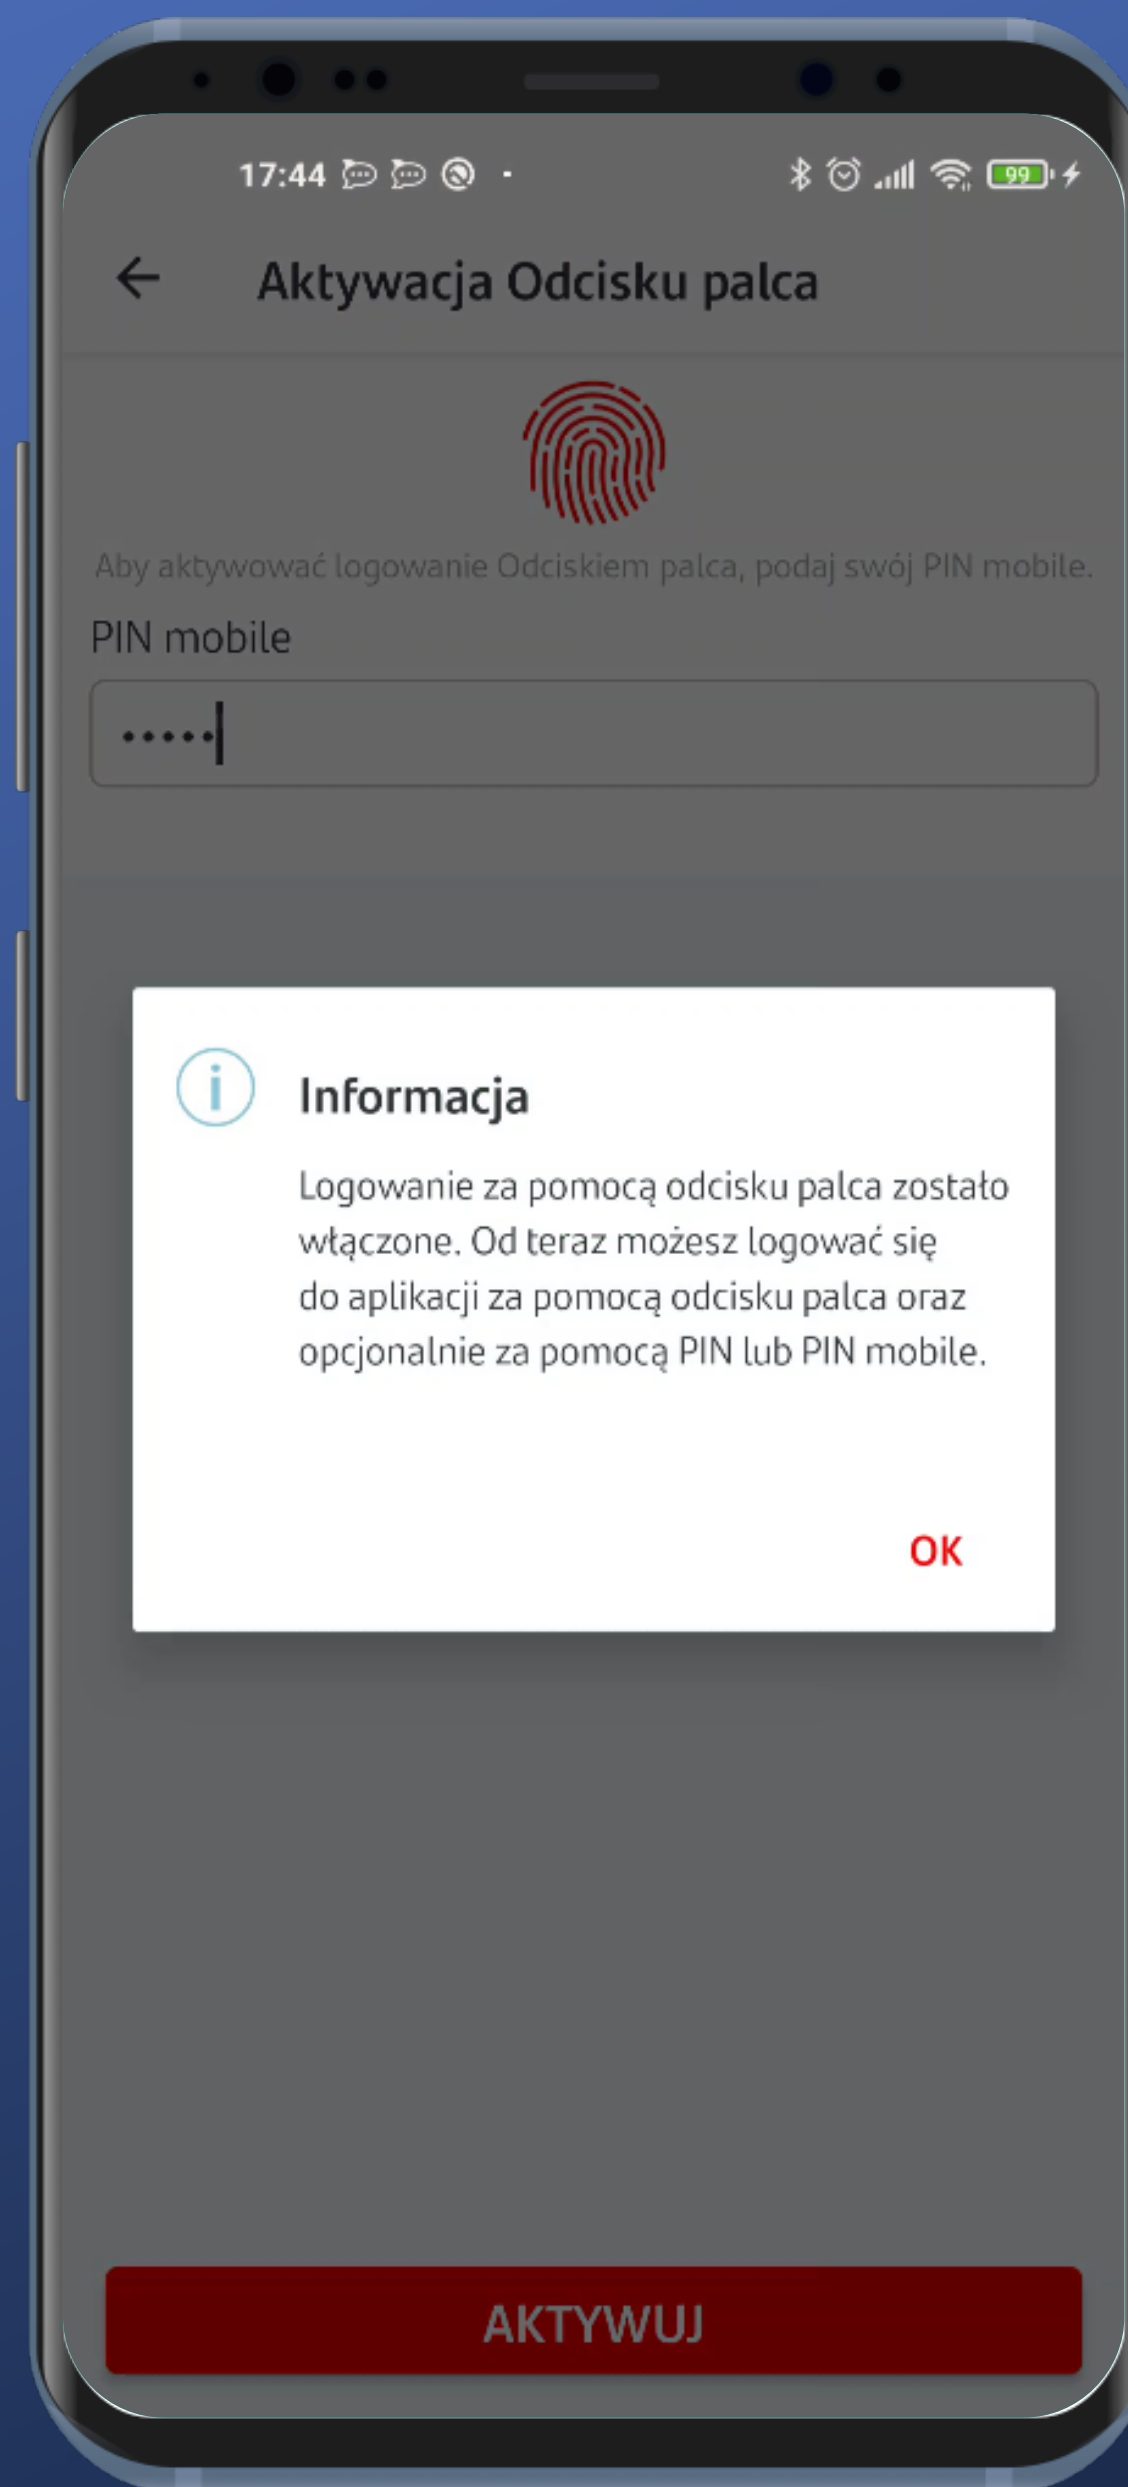 17:44
99
Aktywacja Odcisku palca
Aby aktywować logowanie Odciskiem palca, podaj swój PIN mobile.
PIN mobile
•••••
Informacja
Logowanie za pomocą odcisku palca zostało
włączone. Od teraz możesz logować się
do aplikacji za pomocą odcisku palca oraz
opcjonalnie za pomocą PIN lub PIN mobile.
OK
AKTYWUJ